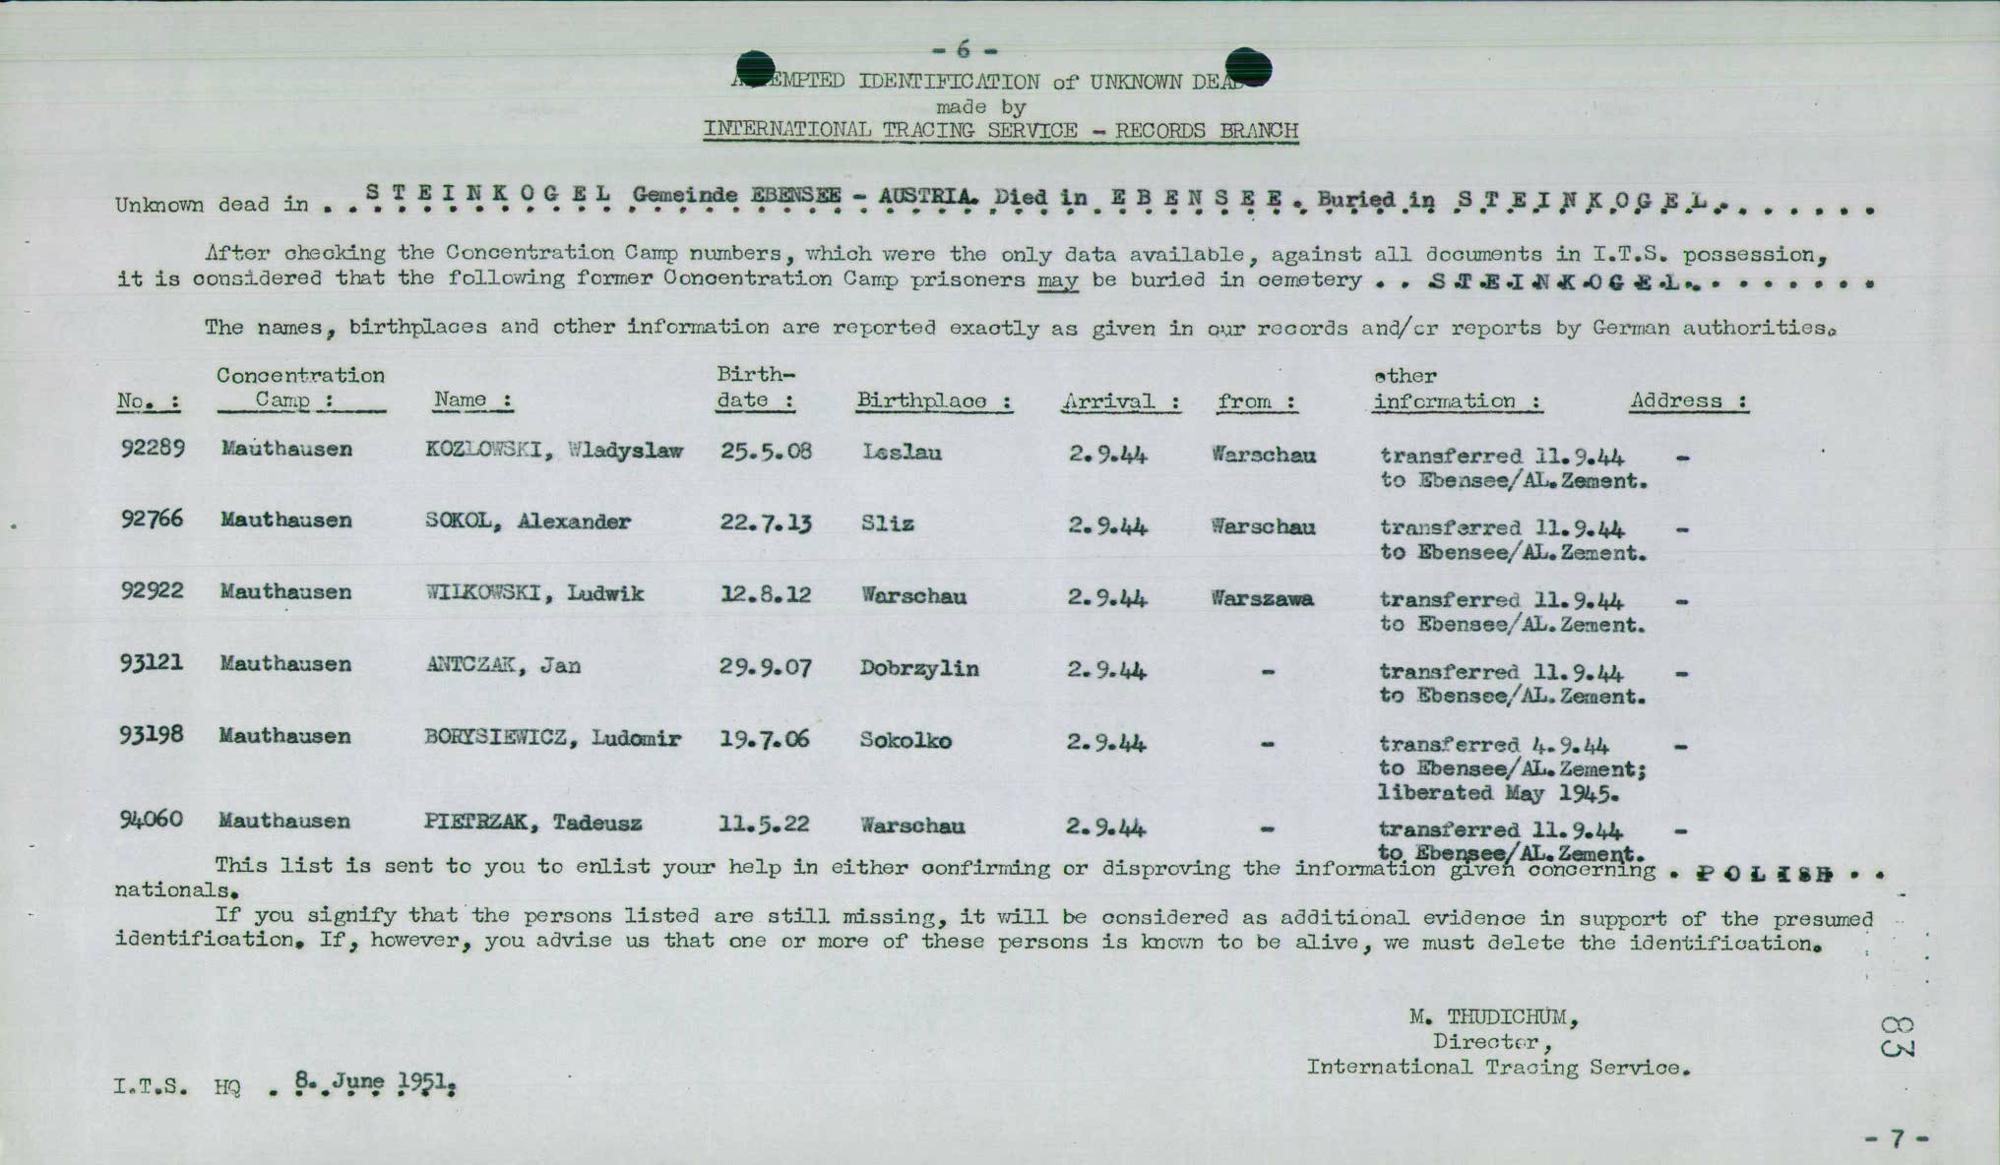 - 6 -
ATTEMPTED IDENTIFICATION of UNKNOWN DEAD
made by
INTERNATIONAL TRACING SERVICE - RECORDS BRANCH
Unknown dead in . . S T E I N K O G E L Gemeinde EBENSEE - AUSTRIA. Died in E B E N S E E . Buried in S T E I N K O G E L . . . . . . .
After checking the Concentration Camp numbers, which were the only data available, against all documents in I.T.S. possession,
it is considered that the following former Concentration Camp prisoners may be buried in cemetery . . S T E I N K O G E L . . . . . . . .
The names, birthplaces and other information are reported exactly as given in our records and/or reports by German authorities.
No. : Concentration Camp : Name : Birth-date : Birthplace : Arrival : from : other information : Address :
92289 Mauthausen KOZLOWSKI, Wladyslaw 25.5.08 Leslau 2.9.44 Warschau transferred 11.9.44 -
to Ebensee/AL.Zement.
92766 Mauthausen SOKOL, Alexander 22.7.13 Sliz 2.9.44 Warschau transferred 11.9.44 -
to Ebensee/AL.Zement.
92922 Mauthausen WILKOWSKI, Ludwik 12.8.12 Warschau 2.9.44 Warszawa transferred 11.9.44 -
to Ebensee/AL.Zement.
93121 Mauthausen ANTCZAK, Jan 29.9.07 Dobrzylin 2.9.44 - transferred 11.9.44 -
to Ebensee/AL.Zement.
93198 Mauthausen BORYSIEWICZ, Ludomir 19.7.06 Sokolko 2.9.44 - transferred 4.9.44 -
to Ebensee/AL.Zement;
liberated May 1945.
94060 Mauthausen PIETRZAK, Tadeusz 11.5.22 Warschau 2.9.44 - transferred 11.9.44 -
to Ebensee/AL.Zement.
This list is sent to you to enlist your help in either confirming or disproving the information given concerning . P O L I S H . .
nationals.
If you signify that the persons listed are still missing, it will be considered as additional evidence in support of the presumed
identification. If, however, you advise us that one or more of these persons is known to be alive, we must delete the identification.
M. THUDICHUM,
Director,
International Tracing Service.
83
I.T.S. HQ . 8. June 1951.
- 7 -